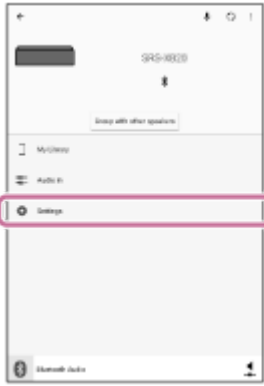 SRS-XB20
Group with other speakers
My Library
Audio in
Settings
Bluetooth Audio